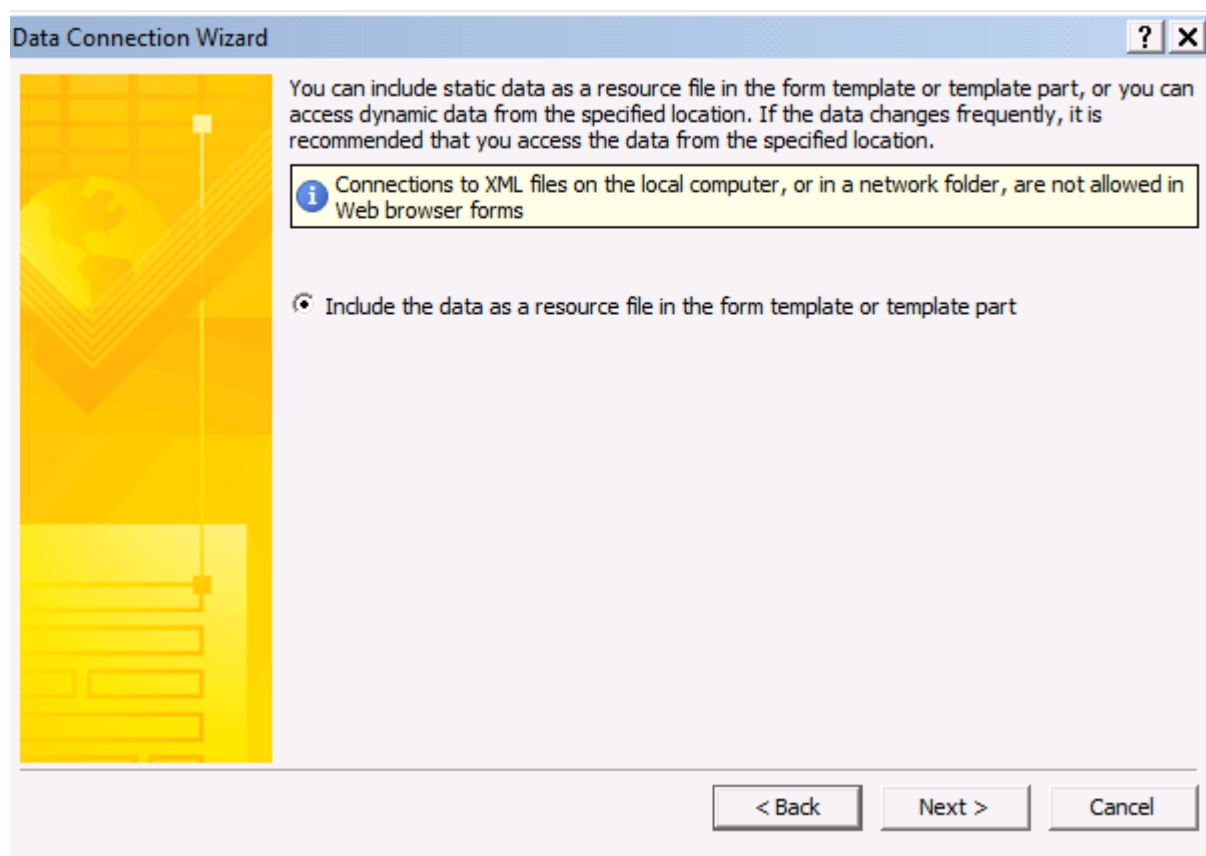 Data Connection Wizard
? X
You can include static data as a resource file in the form template or template part, or you can
access dynamic data from the specified location. If the data changes frequently, it is
recommended that you access the data from the specified location.
Connections to XML files on the local computer, or in a network folder, are not allowed in
Web browser forms
Include the data as a resource file in the form template or template part
< Back Next > Cancel